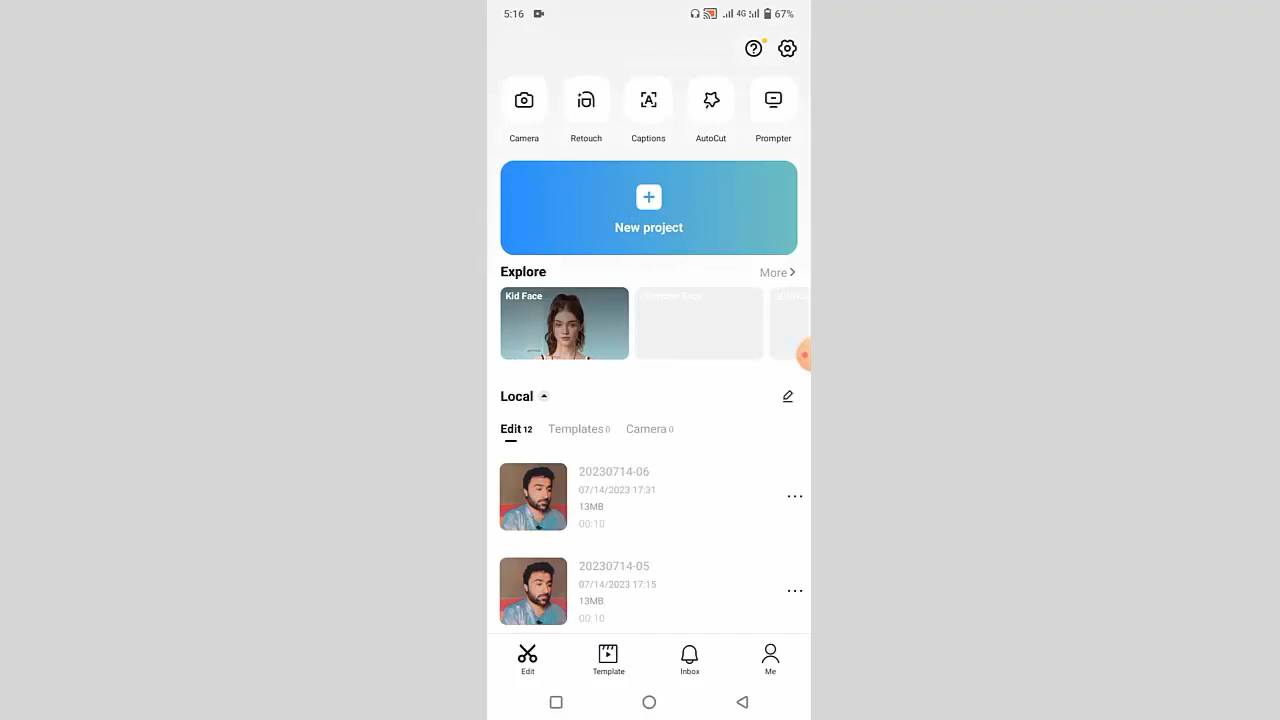 5:16 4G 67%
Camera Retouch Captions AutoCut Prompter
New project
Explore More
Kid Face
Local
Edit 12 Templates 0 Camera 0
20230714-06
07/14/2023 17:31
13MB
00:10
20230714-05
07/14/2023 17:15
13MB
00:10
Edit Template Inbox Me